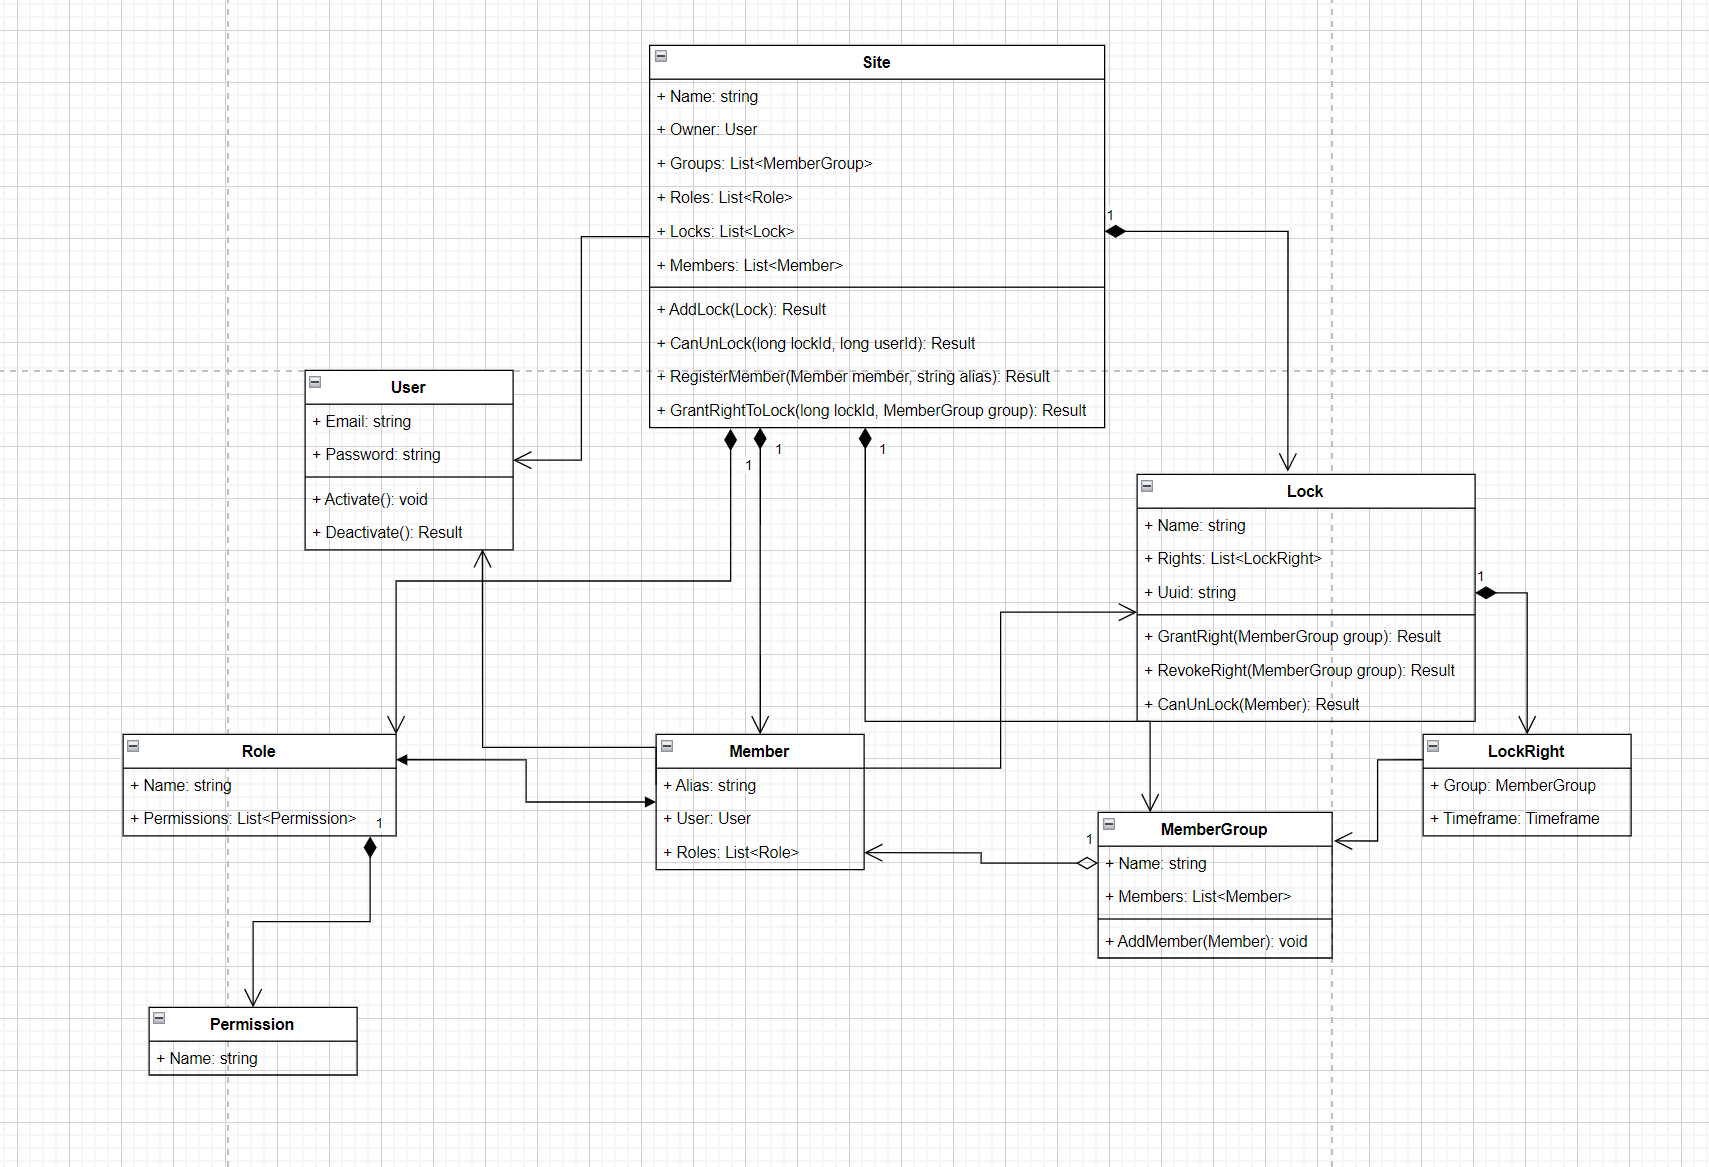 Site
+ Name: string
+ Owner: User
+ Groups: List<MemberGroup>
+ Roles: List<Role>
+ Locks: List<Lock>
+ Members: List<Member>
+ AddLock(Lock): Result
+ CanUnLock(long lockId, long userId): Result
+ RegisterMember(Member member, string alias): Result
+ GrantRightToLock(long lockId, MemberGroup group): Result
1
1
1
1
User
+ Email: string
+ Password: string
+ Activate(): void
+ Deactivate(): Result
Lock
+ Name: string
+ Rights: List<LockRight>
+ Uuid: string
+ GrantRight(MemberGroup group): Result
+ RevokeRight(MemberGroup group): Result
+ CanUnLock(Member): Result
1
Role
+ Name: string
+ Permissions: List<Permission>
1
Member
+ Alias: string
+ User: User
+ Roles: List<Role>
LockRight
+ Group: MemberGroup
+ Timeframe: Timeframe
1
MemberGroup
+ Name: string
+ Members: List<Member>
+ AddMember(Member): void
Permission
+ Name: string